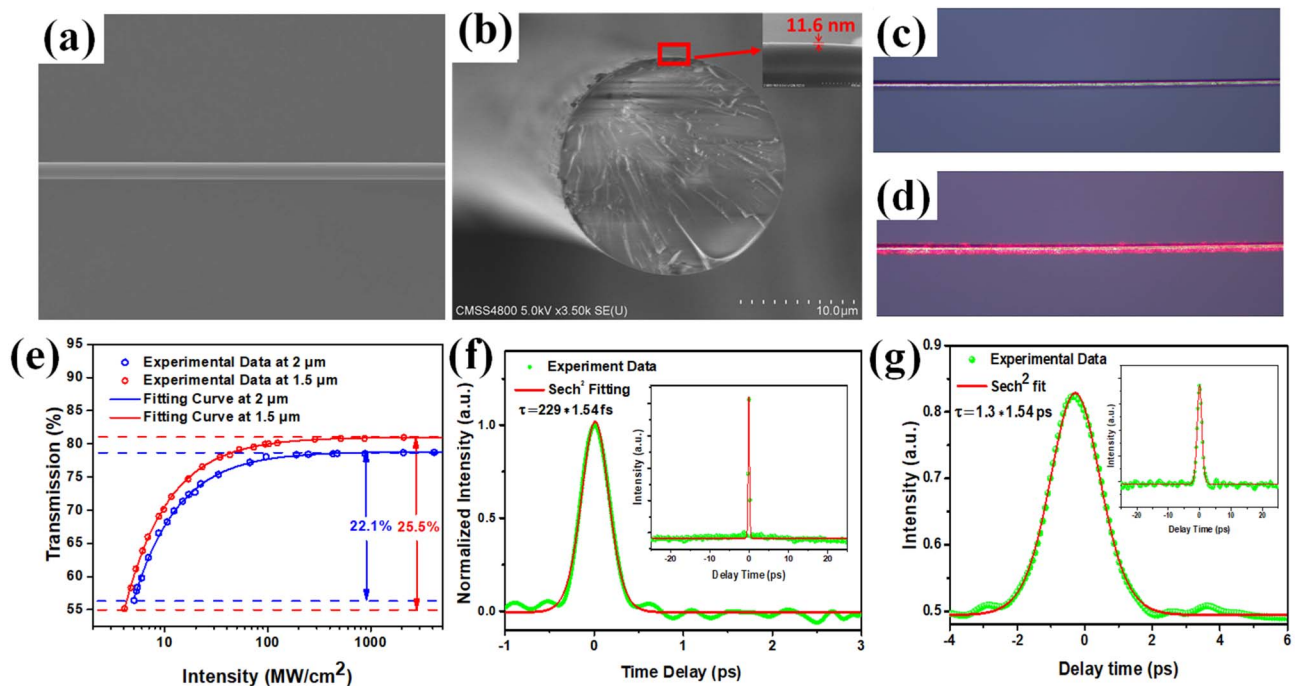 (a)
(b)
11.6 nm
CMSS4800 5.0kV x3.50k SE(U)
10.0μm
(c)
(d)
(e)
Experimental Data at 2 μm
Experimental Data at 1.5 μm
Fitting Curve at 2 μm
Fitting Curve at 1.5 μm
95
90
85
80
75
70
65
60
55
Transmission (%)
22.1%
25.5%
10
100
1000
Intensity (MW/cm²)
(f)
Experiment Data
Sech² Fitting
τ=229*1.54fs
1.0
0.5
0.0
Normalized Intensity (a.u.)
Intensity (a.u.)
-20
-10
0
10
20
Delay Time (ps)
-1
0
1
2
3
Time Delay (ps)
(g)
Experimental Data
Sech² fit
τ=1.3*1.54ps
0.9
0.8
0.7
0.6
0.5
Intensity (a.u.)
Intensity (a.u.)
-20
-10
0
10
20
Delay Time (ps)
-4
-2
0
2
4
6
Delay time (ps)